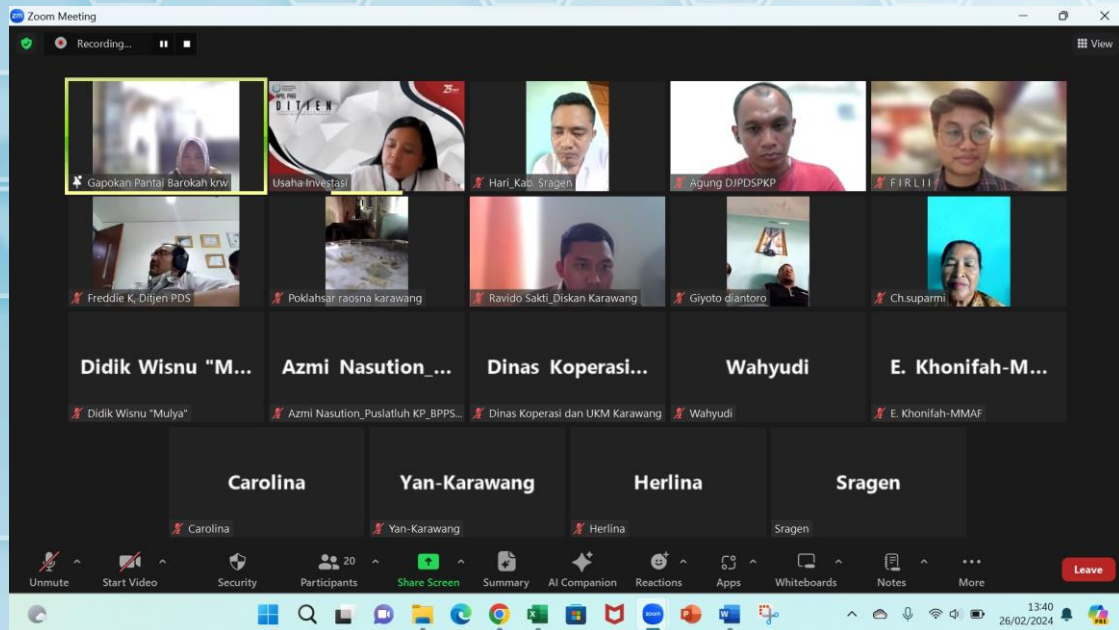 Zoom Meeting
Recording...
View
DITJEN
Gapokan Pantai Barokah krw
Usaha Investasi
Hari_Kab. Sragen
Agung DJPDSPKP
F I R L I I
Freddie K, Ditjen PDS
Poklahsar raosna karawang
Ravido Sakti_Diskan Karawang
Giyoto diantoro
Ch.suparmi
Didik Wisnu "M...
Azmi Nasution_...
Dinas Koperasi...
Wahyudi
E. Khonifah-M...
Didik Wisnu "Mulya"
Azmi Nasution_Puslatluh KP_BPPS...
Dinas Koperasi dan UKM Karawang
Wahyudi
E. Khonifah-MMAF
Carolina
Yan-Karawang
Herlina
Sragen
Carolina
Yan-Karawang
Herlina
Sragen
20
Unmute
Start Video
Security
Participants
Share Screen
Summary
AI Companion
Reactions
Apps
Whiteboards
Notes
More
Leave
13:40
26/02/2024